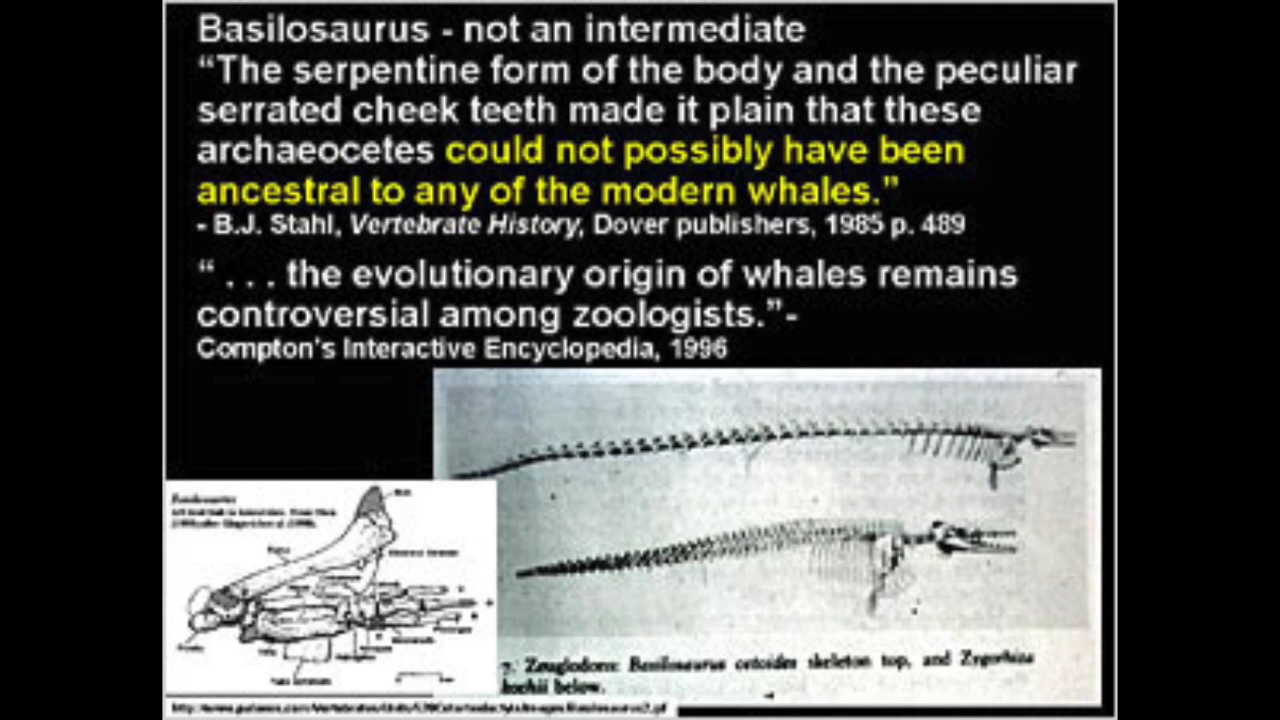 Basilosaurus - not an intermediate
“The serpentine form of the body and the peculiar
serrated cheek teeth made it plain that these
archaeocetes could not possibly have been
ancestral to any of the modern whales.”
- B.J. Stahl, Vertebrate History, Dover publishers, 1985 p. 489
“ . . . the evolutionary origin of whales remains
controversial among zoologists.”-
Compton's Interactive Encyclopedia, 1996
Basilosaurus
7. Zeuglodons: Basilosaurus cetoides skeleton top, and Zygorhiza
kochii below.